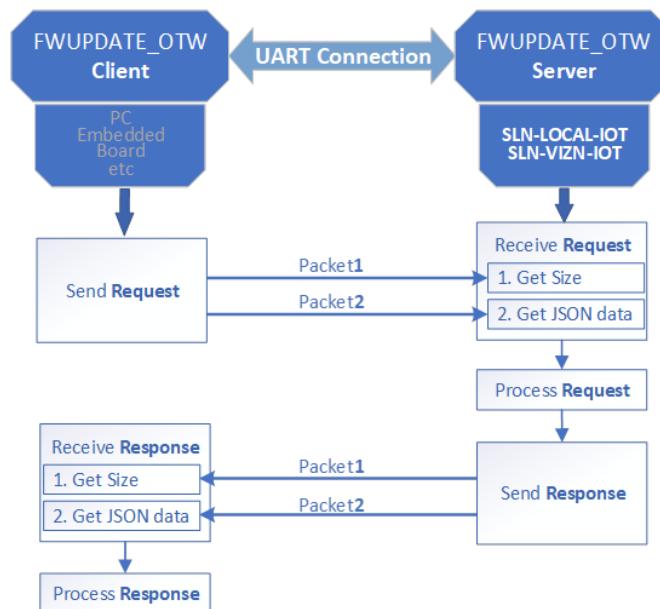 FWUPDATE_OTW
Client
UART Connection
FWUPDATE_OTW
Server
PC
Embedded
Board
etc
SLN-LOCAL-IOT
SLN-VIZN-IOT
Send Request
Packet1
Packet2
Receive Request
1. Get Size
2. Get JSON data
Process Request
Receive Response
1. Get Size
2. Get JSON data
Packet1
Packet2
Send Response
Process Response